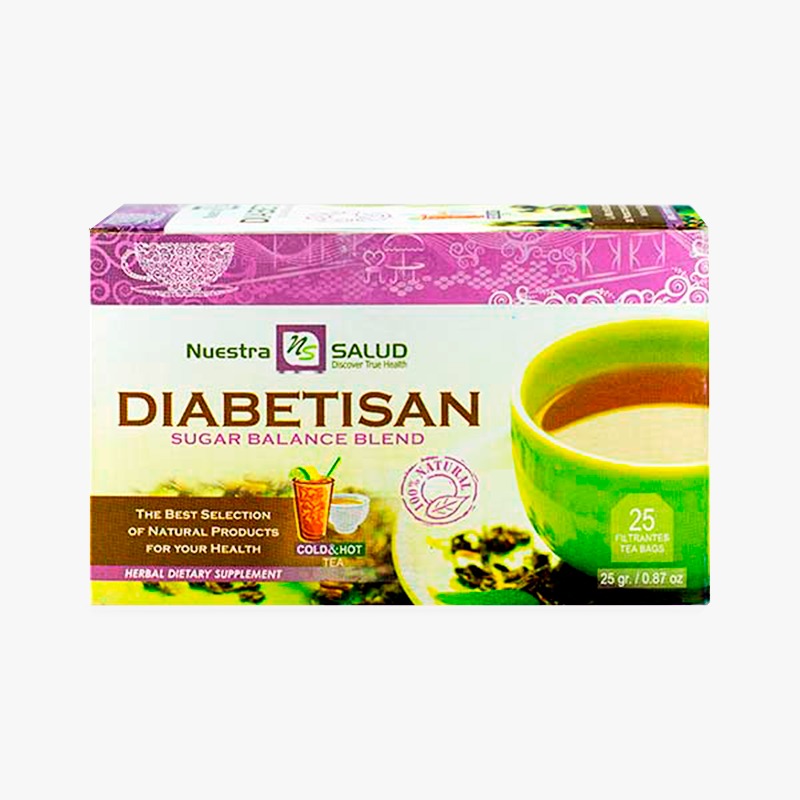 DIABETISAN
Nuestra NS SALUD
Discover True Health
DIABETISAN
SUGAR BALANCE BLEND
100% NATURAL
THE BEST SELECTION
OF NATURAL PRODUCTS
FOR YOUR HEALTH
COLD&HOT
TEA
HERBAL DIETARY SUPPLEMENT
25
FILTRANTES
TEA BAGS
25 gr. / 0.87 oz